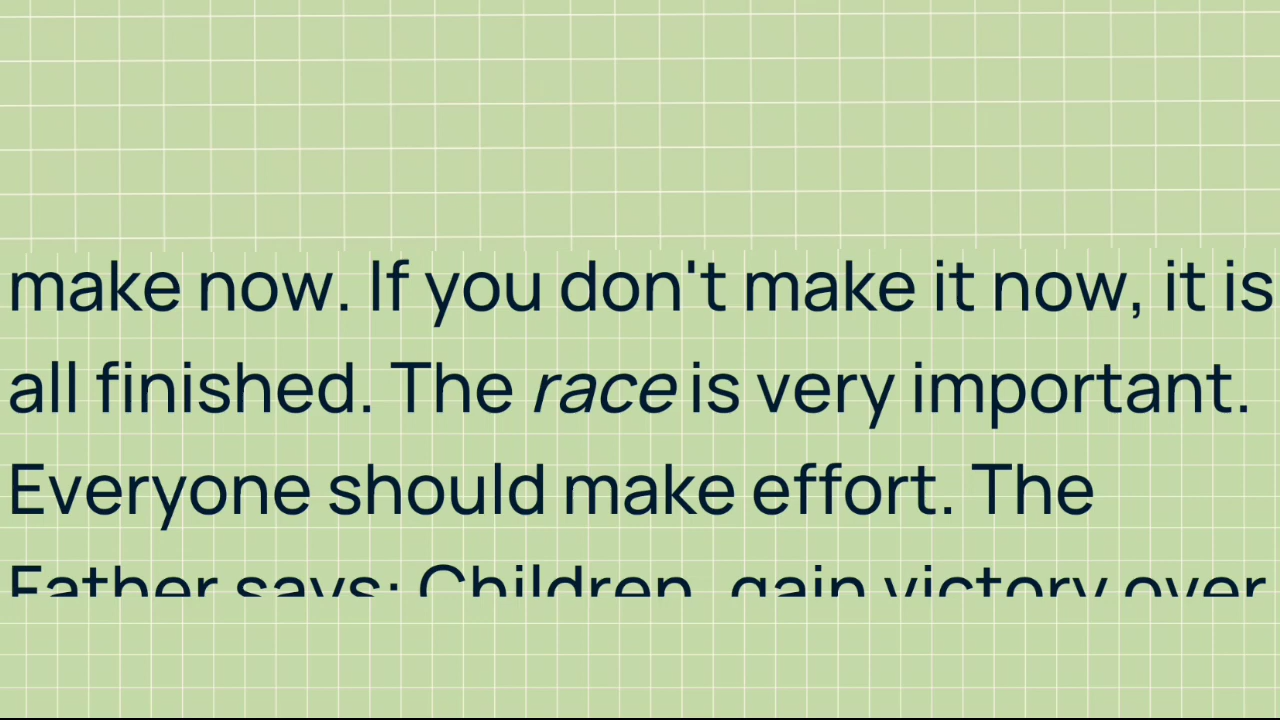 make now. If you don't make it now, it is
all finished. The race is very important.
Everyone should make effort. The
Father says: Children, gain victory over